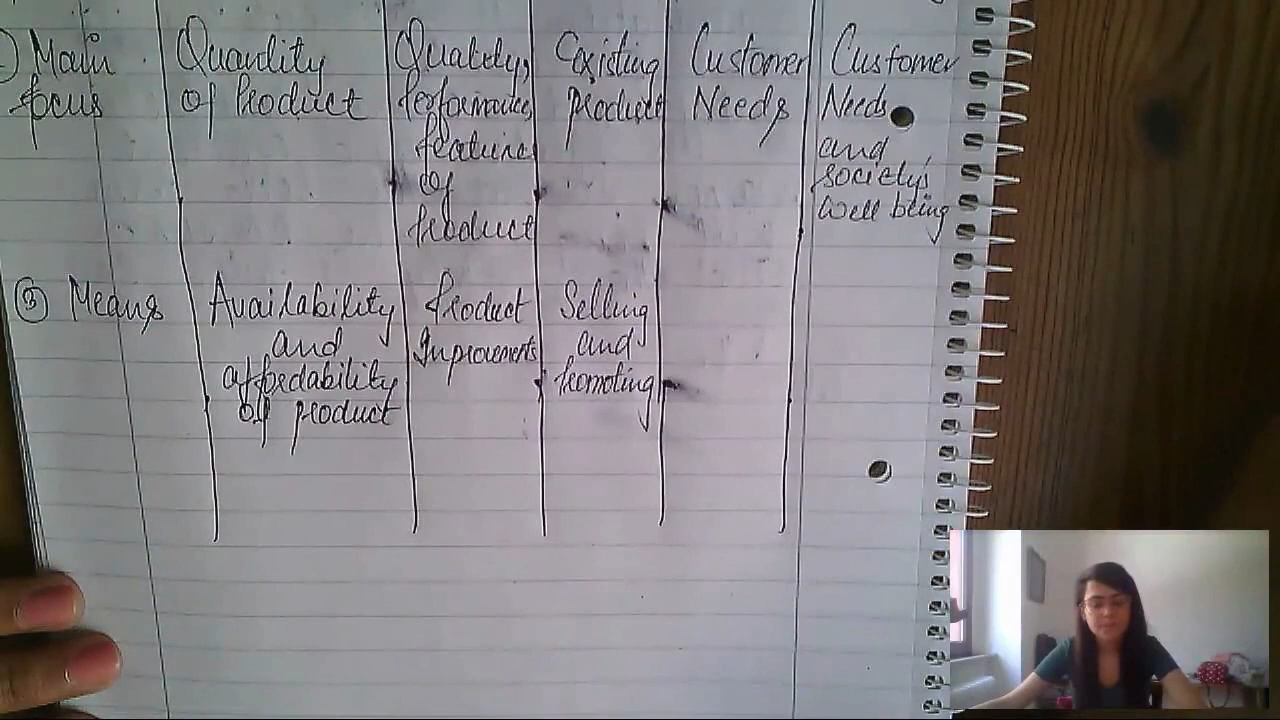 Main
focus
Quantity
of Product
Quality,
Performance,
features
of
Product
Existing
product
Customer
Needs
Customer
Needs
and
society's
well being
③ Means
Availability
and
affordability
of product
Product
Improvements
Selling
and
Promoting